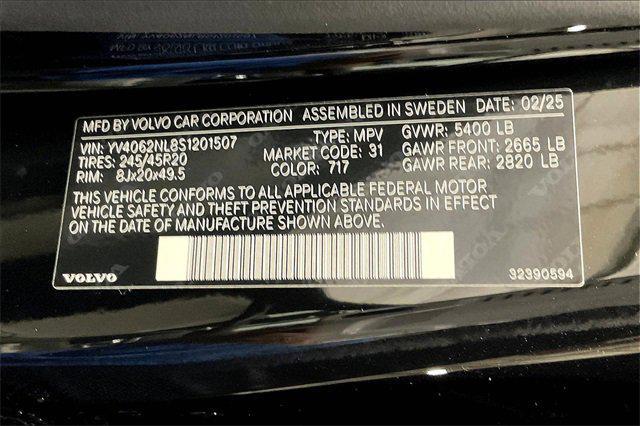 MFD BY VOLVO CAR CORPORATION ASSEMBLED IN SWEDEN DATE: 02/25
VIN: YV4062NL8S1201507 TYPE: MPV GVWR: 5400 LB
TIRES: 245/45R20 MARKET CODE: 31 GAWR FRONT: 2665 LB
RIM: 8Jx20x49.5 COLOR: 717 GAWR REAR: 2820 LB
THIS VEHICLE CONFORMS TO ALL APPLICABLE FEDERAL MOTOR
VEHICLE SAFETY AND THEFT PREVENTION STANDARDS IN EFFECT
ON THE DATE OF MANUFACTURE SHOWN ABOVE.
VOLVO 32390594